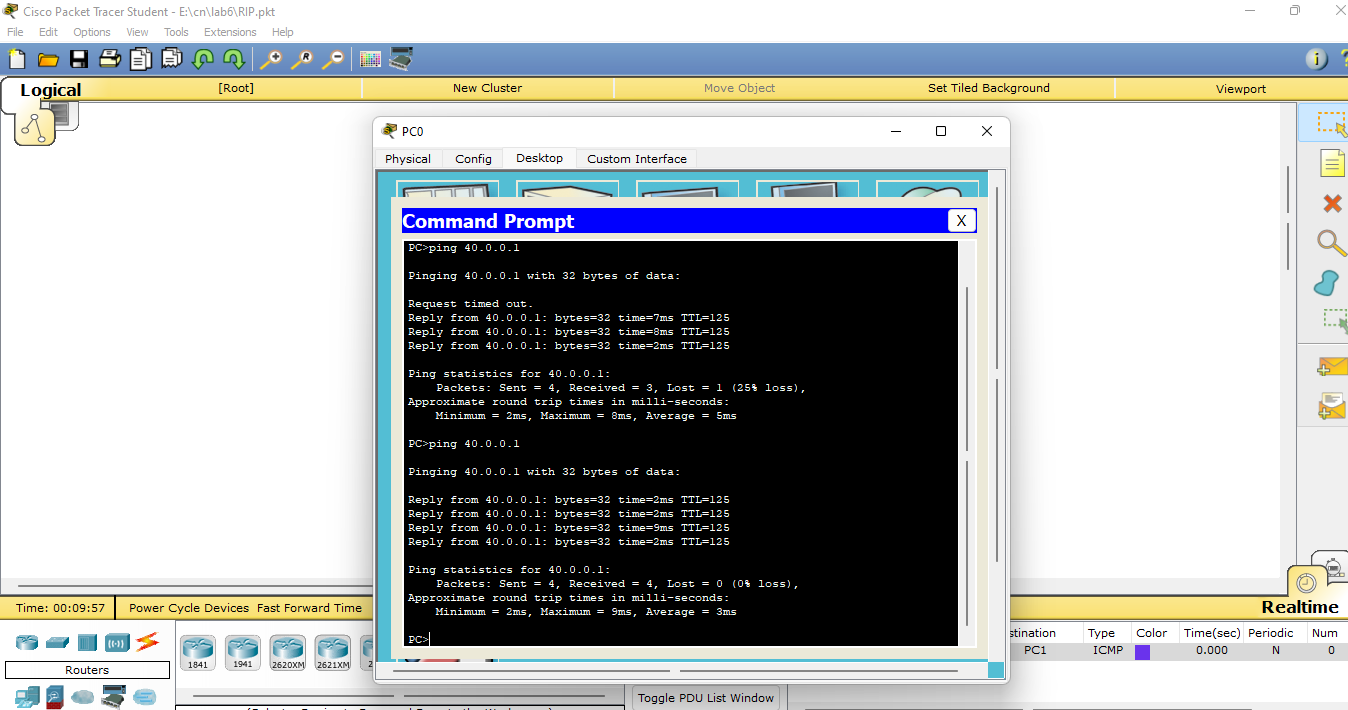 Cisco Packet Tracer Student - E:\cn\lab6\RIP.pkt
File Edit Options View Tools Extensions Help
Logical [Root] New Cluster Move Object Set Tiled Background Viewport
PC0
Physical Config Desktop Custom Interface
Command Prompt X
PC>ping 40.0.0.1
Pinging 40.0.0.1 with 32 bytes of data:
Request timed out.
Reply from 40.0.0.1: bytes=32 time=7ms TTL=125
Reply from 40.0.0.1: bytes=32 time=8ms TTL=125
Reply from 40.0.0.1: bytes=32 time=2ms TTL=125
Ping statistics for 40.0.0.1:
Packets: Sent = 4, Received = 3, Lost = 1 (25% loss),
Approximate round trip times in milli-seconds:
Minimum = 2ms, Maximum = 8ms, Average = 5ms
PC>ping 40.0.0.1
Pinging 40.0.0.1 with 32 bytes of data:
Reply from 40.0.0.1: bytes=32 time=2ms TTL=125
Reply from 40.0.0.1: bytes=32 time=2ms TTL=125
Reply from 40.0.0.1: bytes=32 time=9ms TTL=125
Reply from 40.0.0.1: bytes=32 time=2ms TTL=125
Ping statistics for 40.0.0.1:
Packets: Sent = 4, Received = 4, Lost = 0 (0% loss),
Approximate round trip times in milli-seconds:
Minimum = 2ms, Maximum = 9ms, Average = 3ms
PC>
Time: 00:09:57 Power Cycle Devices Fast Forward Time Realtime
stination Type Color Time(sec) Periodic Num
PC1 ICMP 0.000 N 0
1841 1941 2620XM 2621XM 2
Routers
Toggle PDU List Window